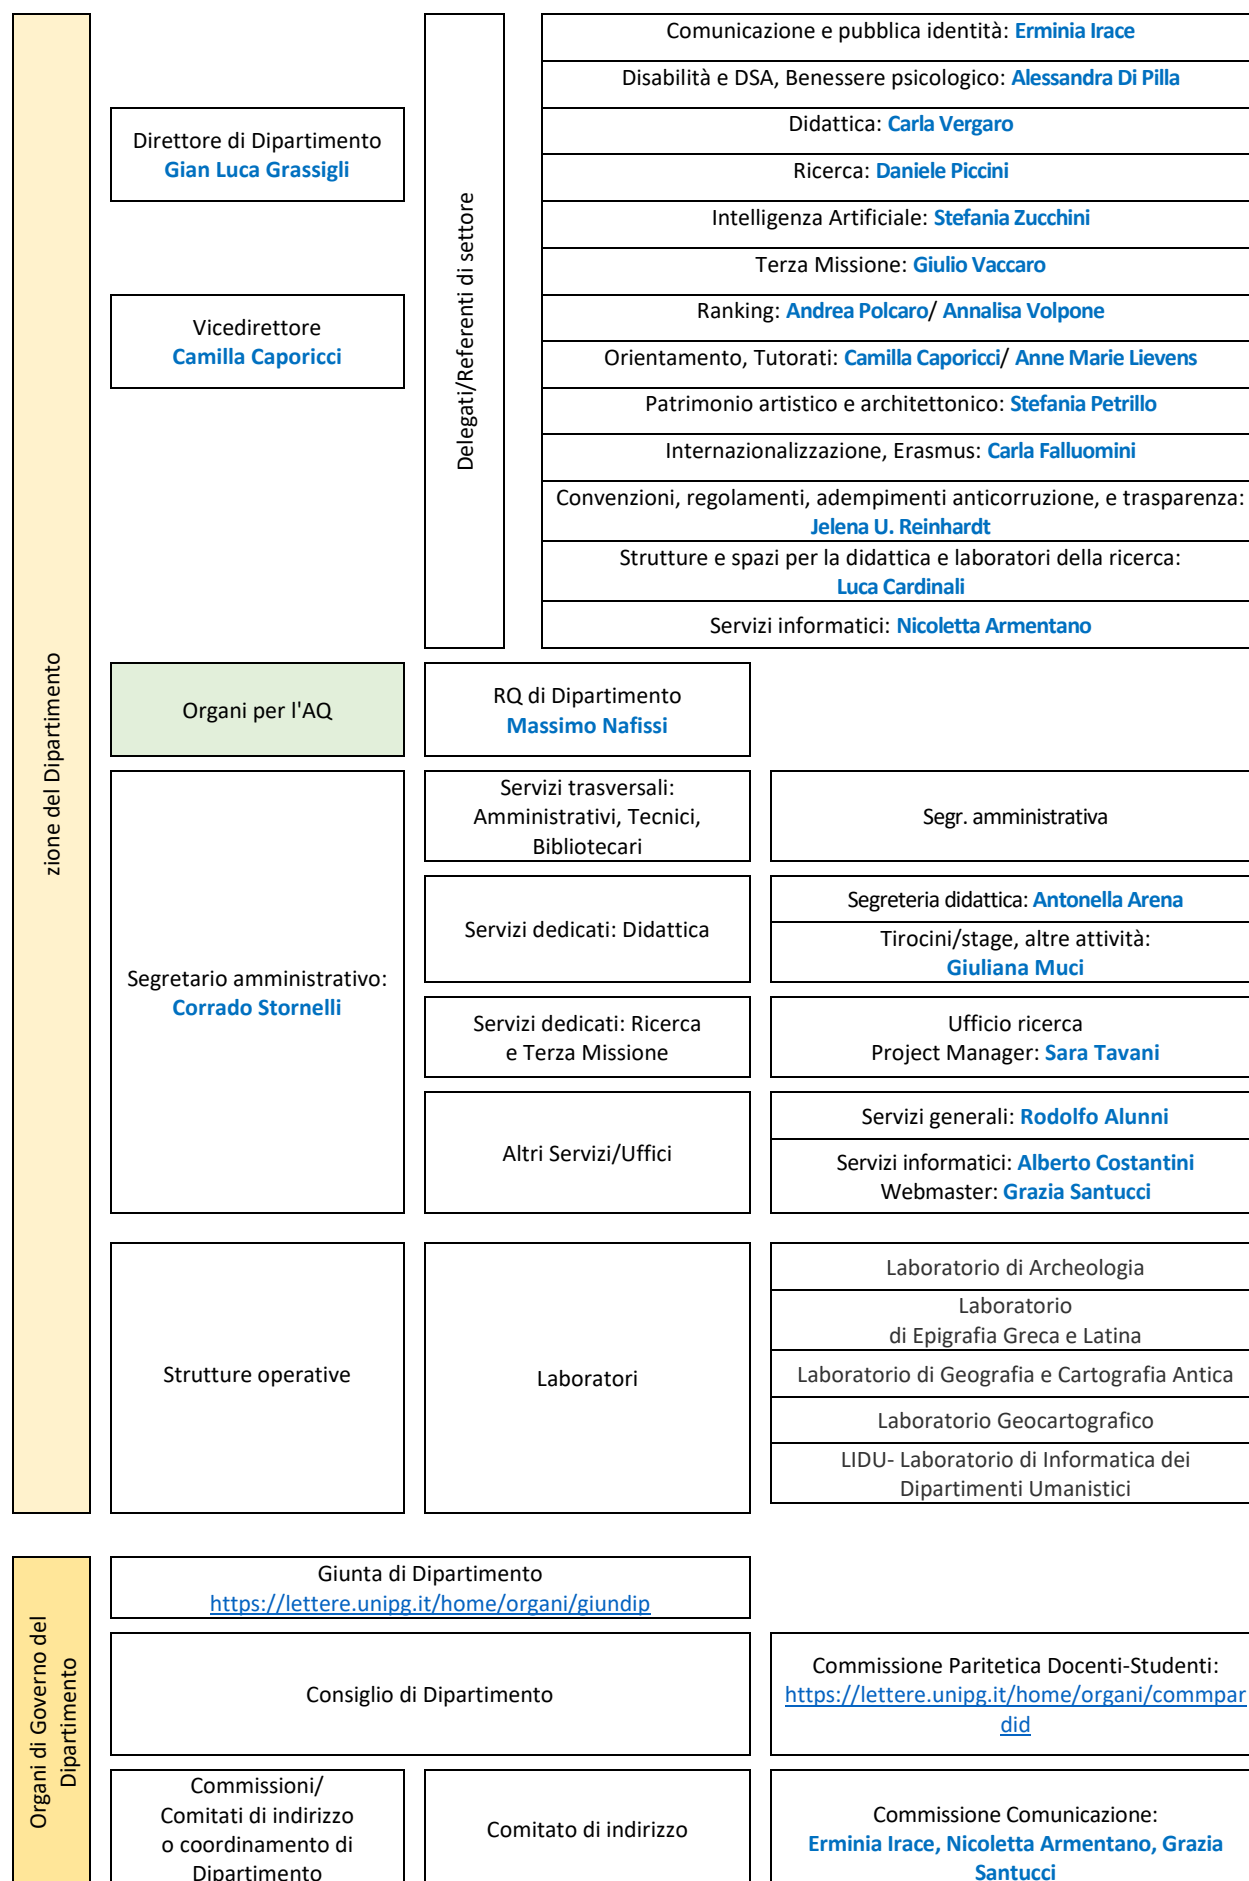 zione del Dipartimento
Direttore di Dipartimento
Gian Luca Grassigli
Vicedirettore
Camilla Caporicci
Delegati/Referenti di settore
Comunicazione e pubblica identità: Erminia Irace
Disabilità e DSA, Benessere psicologico: Alessandra Di Pilla
Didattica: Carla Vergaro
Ricerca: Daniele Piccini
Intelligenza Artificiale: Stefania Zucchini
Terza Missione: Giulio Vaccaro
Ranking: Andrea Polcaro/ Annalisa Volpone
Orientamento, Tutorati: Camilla Caporicci/ Anne Marie Lievens
Patrimonio artistico e architettonico: Stefania Petrillo
Internazionalizzazione, Erasmus: Carla Falluomini
Convenzioni, regolamenti, adempimenti anticorruzione, e trasparenza:
Jelena U. Reinhardt
Strutture e spazi per la didattica e laboratori della ricerca:
Luca Cardinali
Servizi informatici: Nicoletta Armentano
Organi per l'AQ
RQ di Dipartimento
Massimo Nafissi
Segretario amministrativo:
Corrado Stornelli
Servizi trasversali:
Amministrativi, Tecnici,
Bibliotecari
Segr. amministrativa
Servizi dedicati: Didattica
Segreteria didattica: Antonella Arena
Tirocini/stage, altre attività:
Giuliana Muci
Servizi dedicati: Ricerca
e Terza Missione
Ufficio ricerca
Project Manager: Sara Tavani
Altri Servizi/Uffici
Servizi generali: Rodolfo Alunni
Servizi informatici: Alberto Costantini
Webmaster: Grazia Santucci
Strutture operative
Laboratori
Laboratorio di Archeologia
Laboratorio
di Epigrafia Greca e Latina
Laboratorio di Geografia e Cartografia Antica
Laboratorio Geocartografico
LIDU- Laboratorio di Informatica dei
Dipartimenti Umanistici
Organi di Governo del
Dipartimento
Giunta di Dipartimento
https://lettere.unipg.it/home/organi/giundip
Consiglio di Dipartimento
Commissione Paritetica Docenti-Studenti:
https://lettere.unipg.it/home/organi/commpar
did
Commissioni/
Comitati di indirizzo
o coordinamento di
Dipartimento
Comitato di indirizzo
Commissione Comunicazione:
Erminia Irace, Nicoletta Armentano, Grazia
Santucci